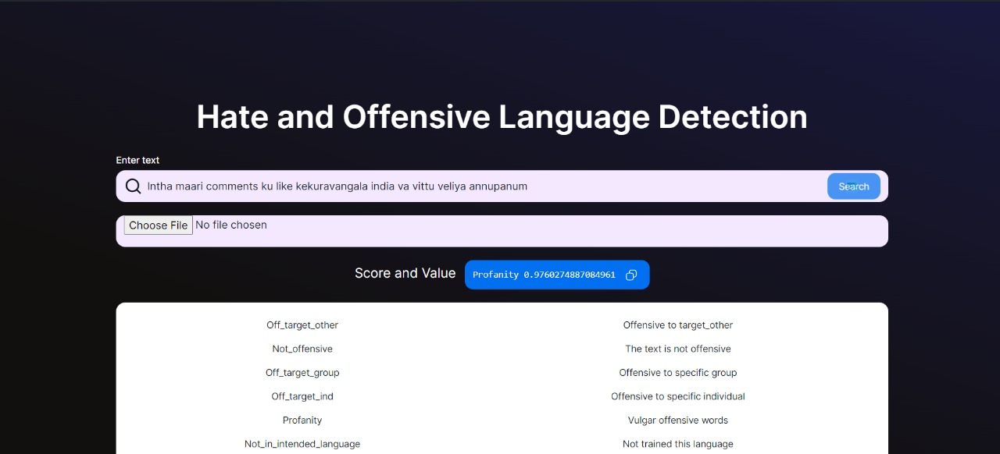 Hate and Offensive Language Detection
Enter text
Intha maari comments ku like kekuravangala india va vittu veliya annupanum
Search
Choose File No file chosen
Score and Value Profanity 0.9760274887084961
Off_target_other Offensive to target_other
Not_offensive The text is not offensive
Off_target_group Offensive to specific group
Off_target_ind Offensive to specific individual
Profanity Vulgar offensive words
Not_in_intended_language Not trained this language